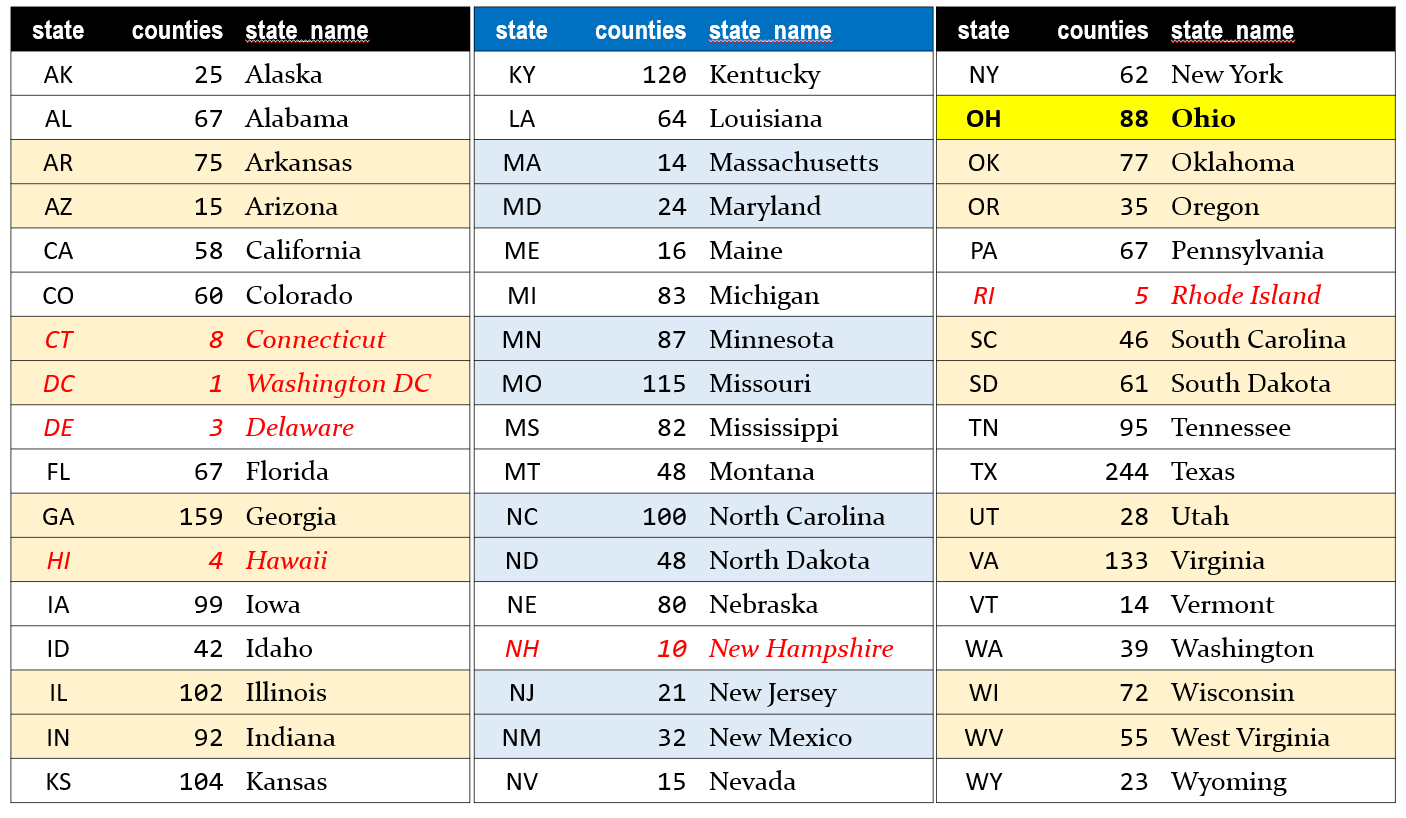 state counties state_name
AK 25 Alaska
AL 67 Alabama
AR 75 Arkansas
AZ 15 Arizona
CA 58 California
CO 60 Colorado
CT 8 Connecticut
DC 1 Washington DC
DE 3 Delaware
FL 67 Florida
GA 159 Georgia
HI 4 Hawaii
IA 99 Iowa
ID 42 Idaho
IL 102 Illinois
IN 92 Indiana
KS 104 Kansas
state counties state_name
KY 120 Kentucky
LA 64 Louisiana
MA 14 Massachusetts
MD 24 Maryland
ME 16 Maine
MI 83 Michigan
MN 87 Minnesota
MO 115 Missouri
MS 82 Mississippi
MT 48 Montana
NC 100 North Carolina
ND 48 North Dakota
NE 80 Nebraska
NH 10 New Hampshire
NJ 21 New Jersey
NM 32 New Mexico
NV 15 Nevada
state counties state_name
NY 62 New York
OH 88 Ohio
OK 77 Oklahoma
OR 35 Oregon
PA 67 Pennsylvania
RI 5 Rhode Island
SC 46 South Carolina
SD 61 South Dakota
TN 95 Tennessee
TX 244 Texas
UT 28 Utah
VA 133 Virginia
VT 14 Vermont
WA 39 Washington
WI 72 Wisconsin
WV 55 West Virginia
WY 23 Wyoming